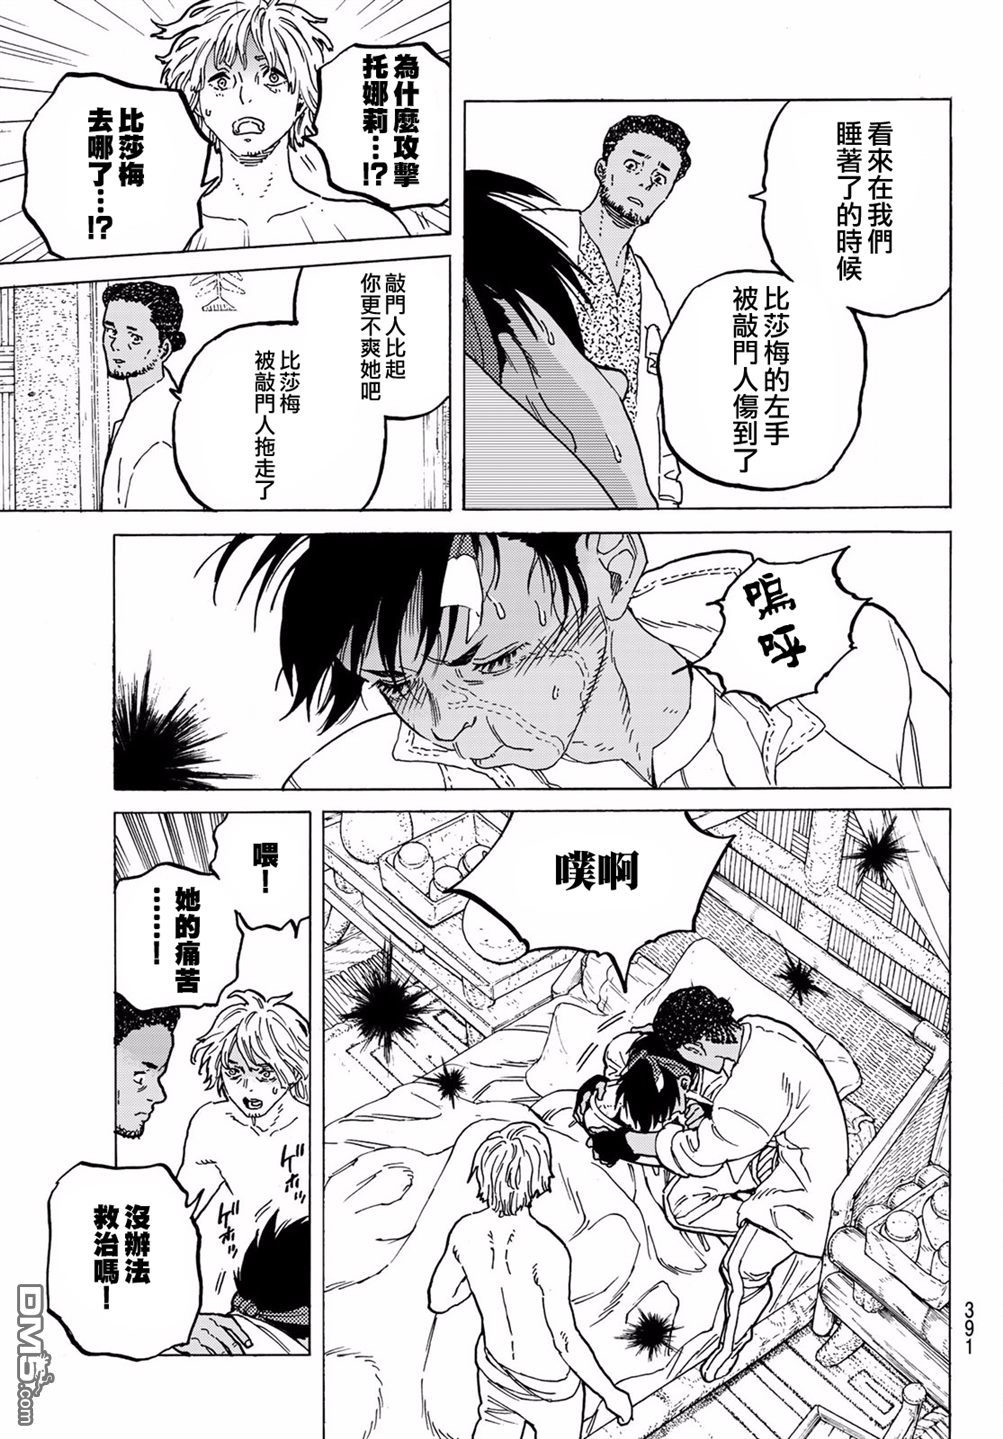 看來在我們
睡著了的時候
比莎梅的左手
被敲門人傷到了
為什麼攻擊
托娜莉…!?
比莎梅
去哪了…!?
敲門人比起
你更不爽她吧
比莎梅
被敲門人拖走了
嗚呼
噗啊
喂！
她的痛苦
……！
ゲホ
ゲホ
沒辦法
救治嗎！
391
DM5.com